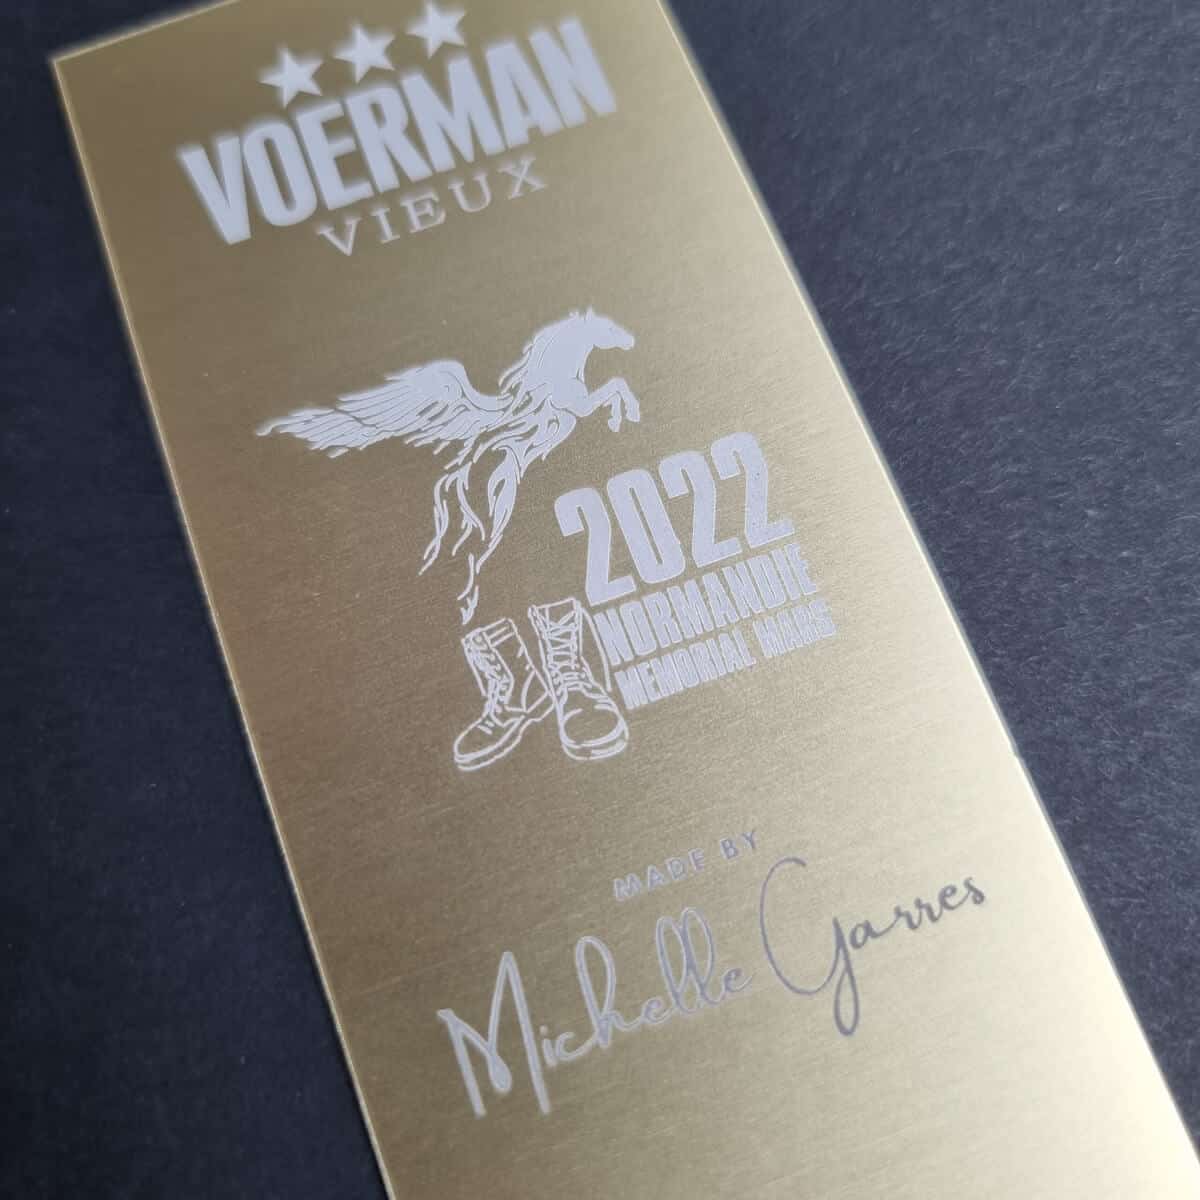 VOERMAN
VIEUX
2022
NORMANDIE
MEMORIAL MARS
MADE BY
Michelle Garres